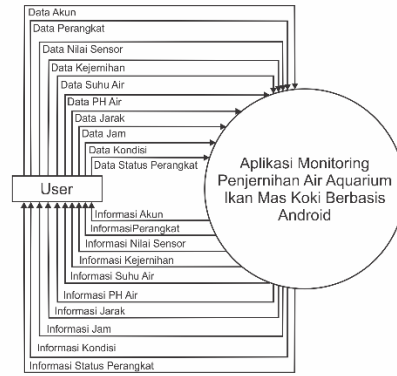 Data Akun
Data Perangkat
Data Nilai Sensor
Data Kejernihan
Data Suhu Air
Data PH Air
Data Jarak
Data Jam
Data Kondisi
Data Status Perangkat
User
Aplikasi Monitoring
Penjernihan Air Aquarium
Ikan Mas Koki Berbasis
Android
Informasi Akun
InformasiPerangkat
Informasi Nilai Sensor
Informasi Kejernihan
Informasi Suhu Air
Informasi PH Air
Informasi Jarak
Informasi Jam
Informasi Kondisi
Informasi Status Perangkat